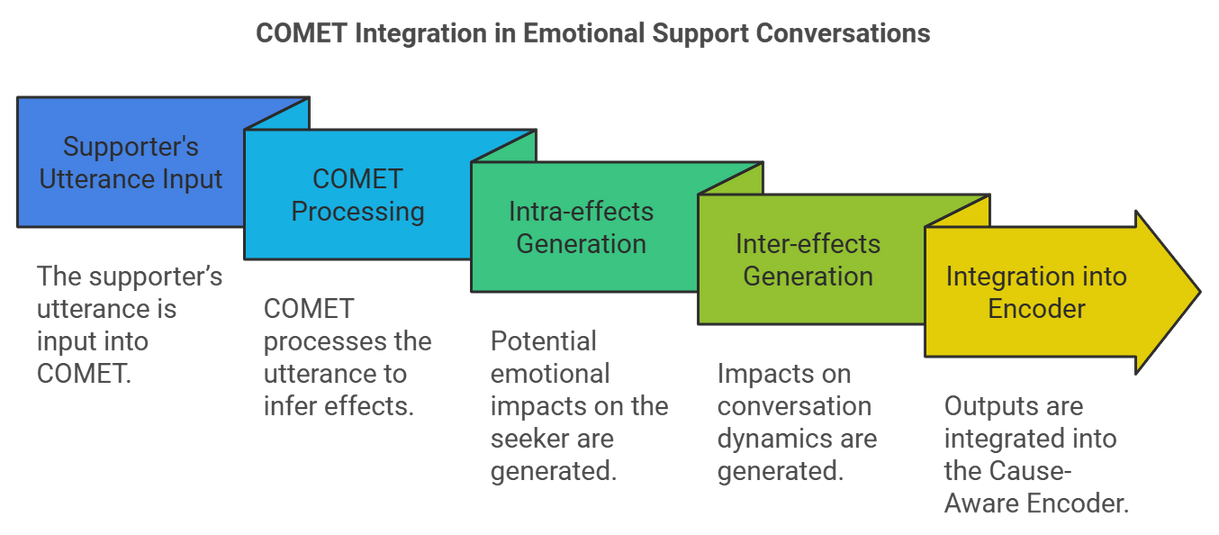 COMET Integration in Emotional Support Conversations
Supporter's
Utterance Input
The supporter’s
utterance is
input into
COMET.
COMET
Processing
COMET
processes the
utterance to
infer effects.
Intra-effects
Generation
Potential
emotional
impacts on the
seeker are
generated.
Inter-effects
Generation
Impacts on
conversation
dynamics are
generated.
Integration into
Encoder
Outputs are
integrated into
the Cause-
Aware Encoder.